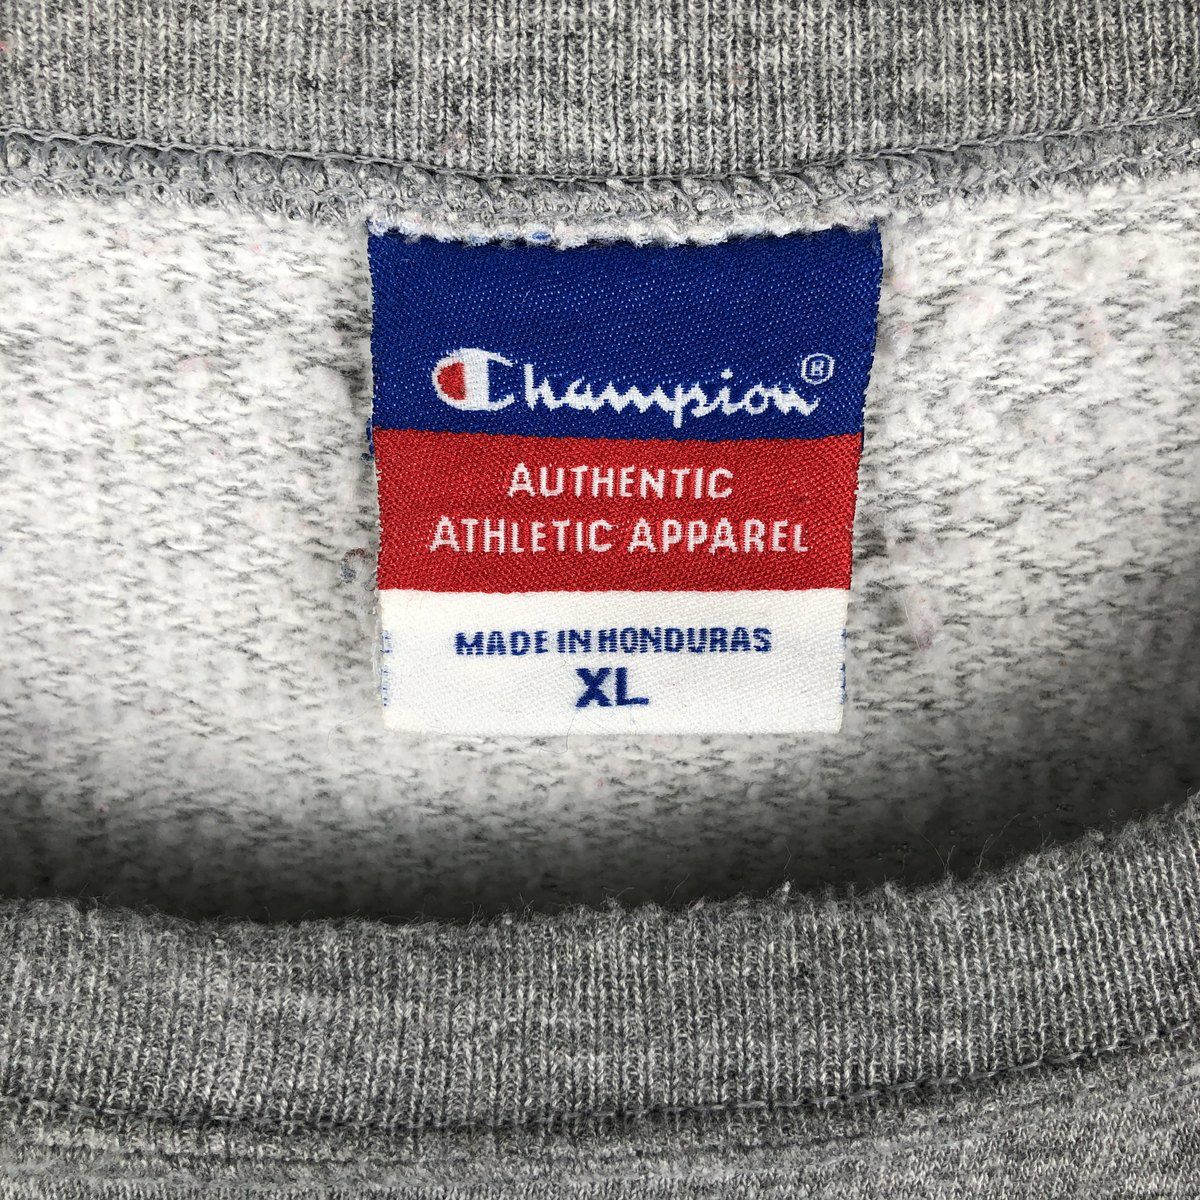 Champion®
AUTHENTIC
ATHLETIC APPAREL
MADE IN HONDURAS
XL